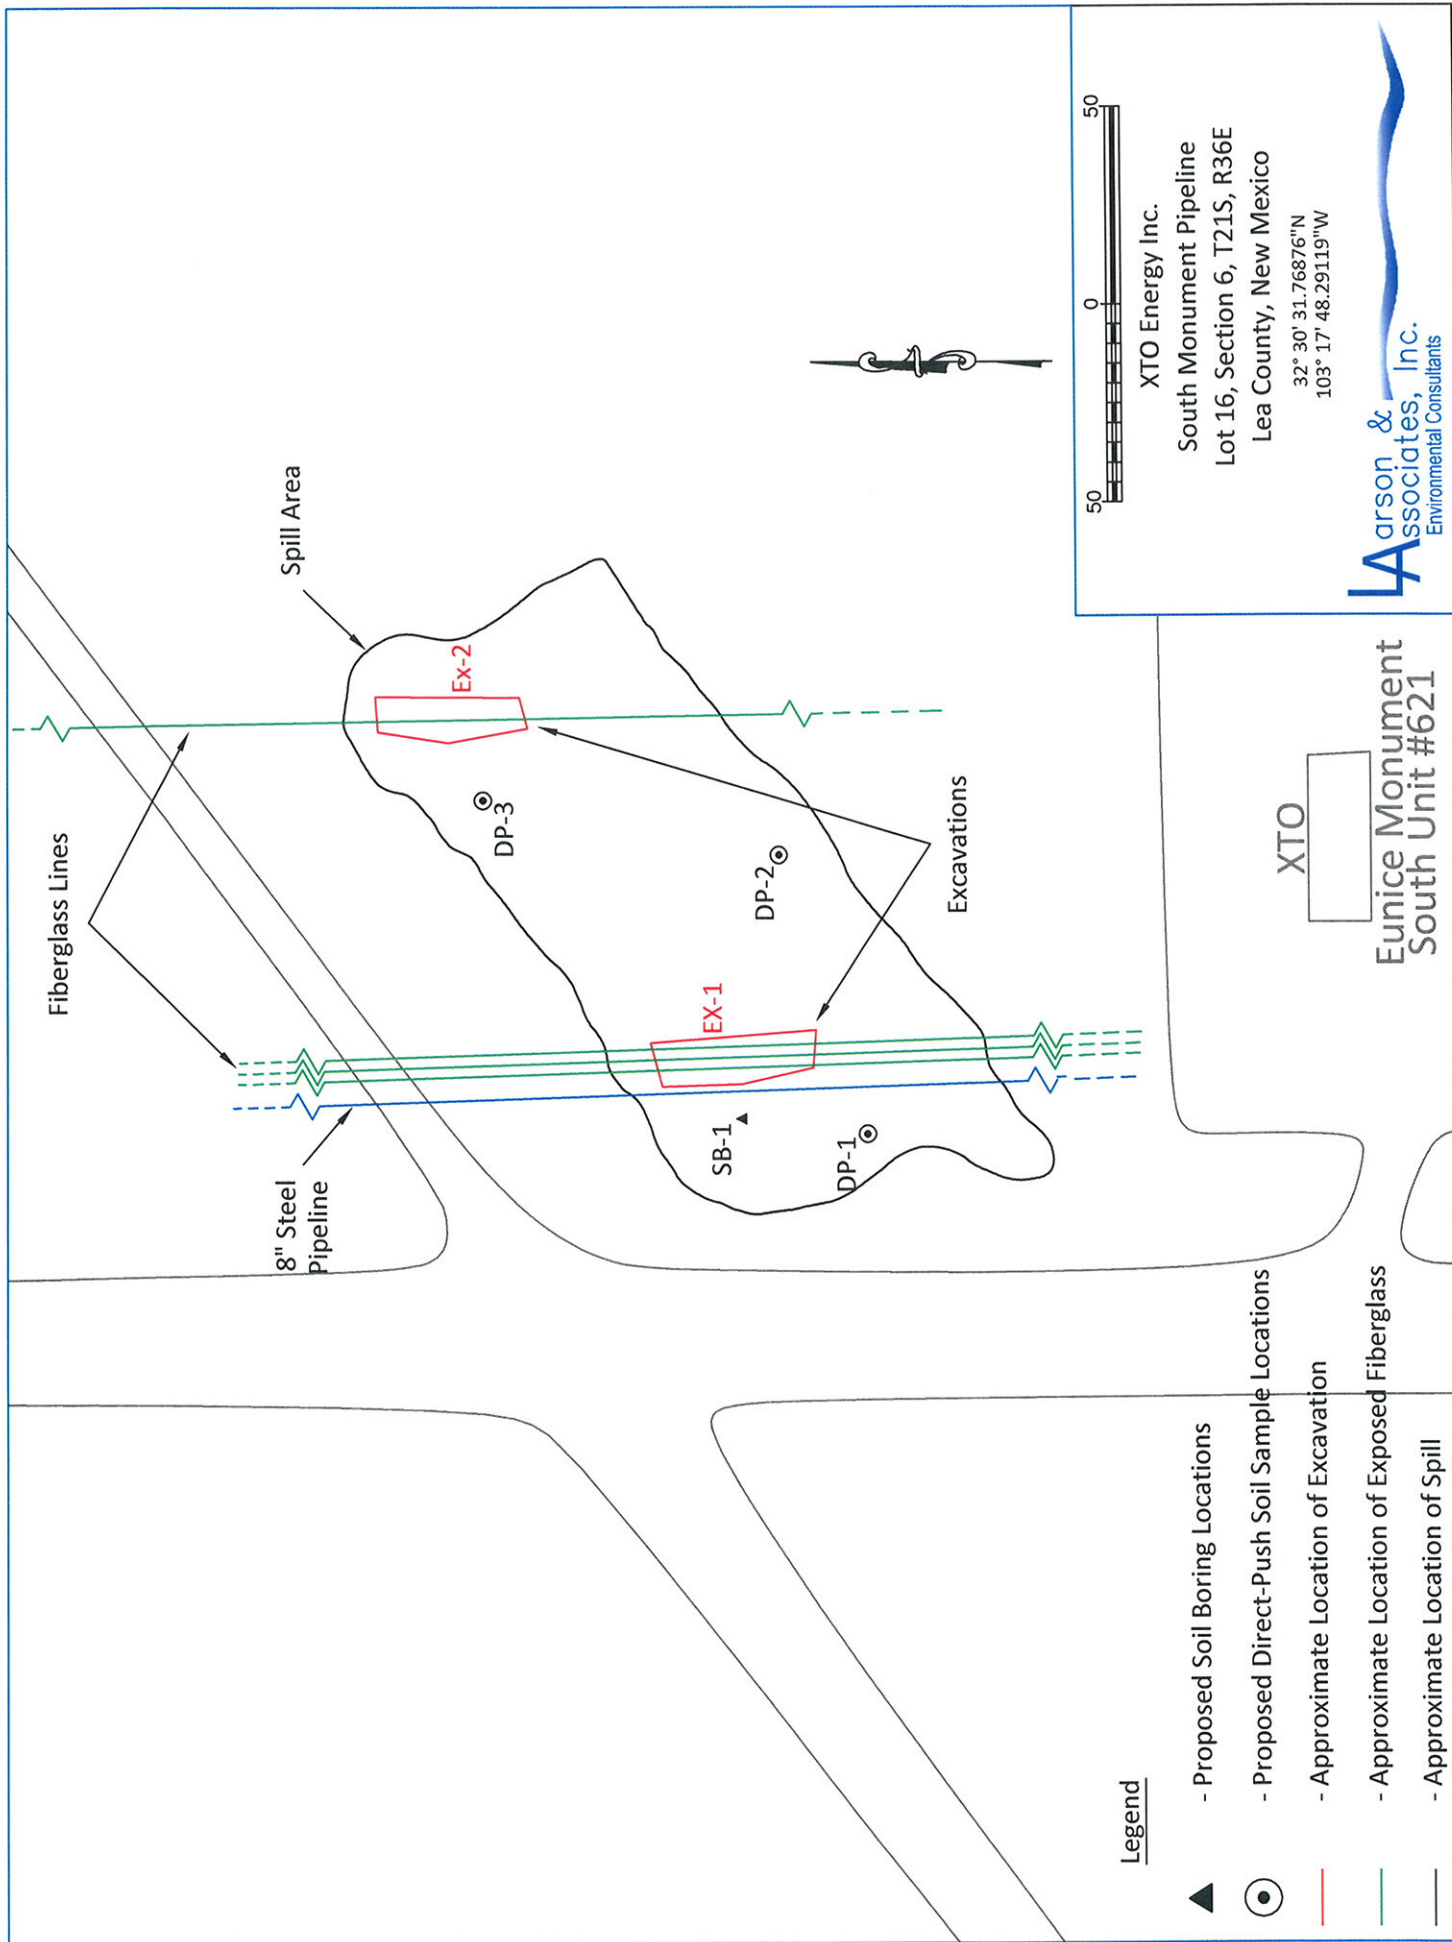 Fiberglass Lines
Spill Area
8" Steel
Pipeline
Ex-2
DP-3
EX-1
SB-1
DP-2
DP-1
Excavations
XTO
Eunice Monument
South Unit #621
Legend
- Proposed Soil Boring Locations
- Proposed Direct-Push Soil Sample Locations
- Approximate Location of Excavation
- Approximate Location of Exposed Fiberglass
- Approximate Location of Spill
50 0 50
XTO Energy Inc.
South Monument Pipeline
Lot 16, Section 6, T21S, R36E
Lea County, New Mexico
32° 30' 31.76876"N
103° 17' 48.29119"W
Larson &
Associates, Inc.
Environmental Consultants